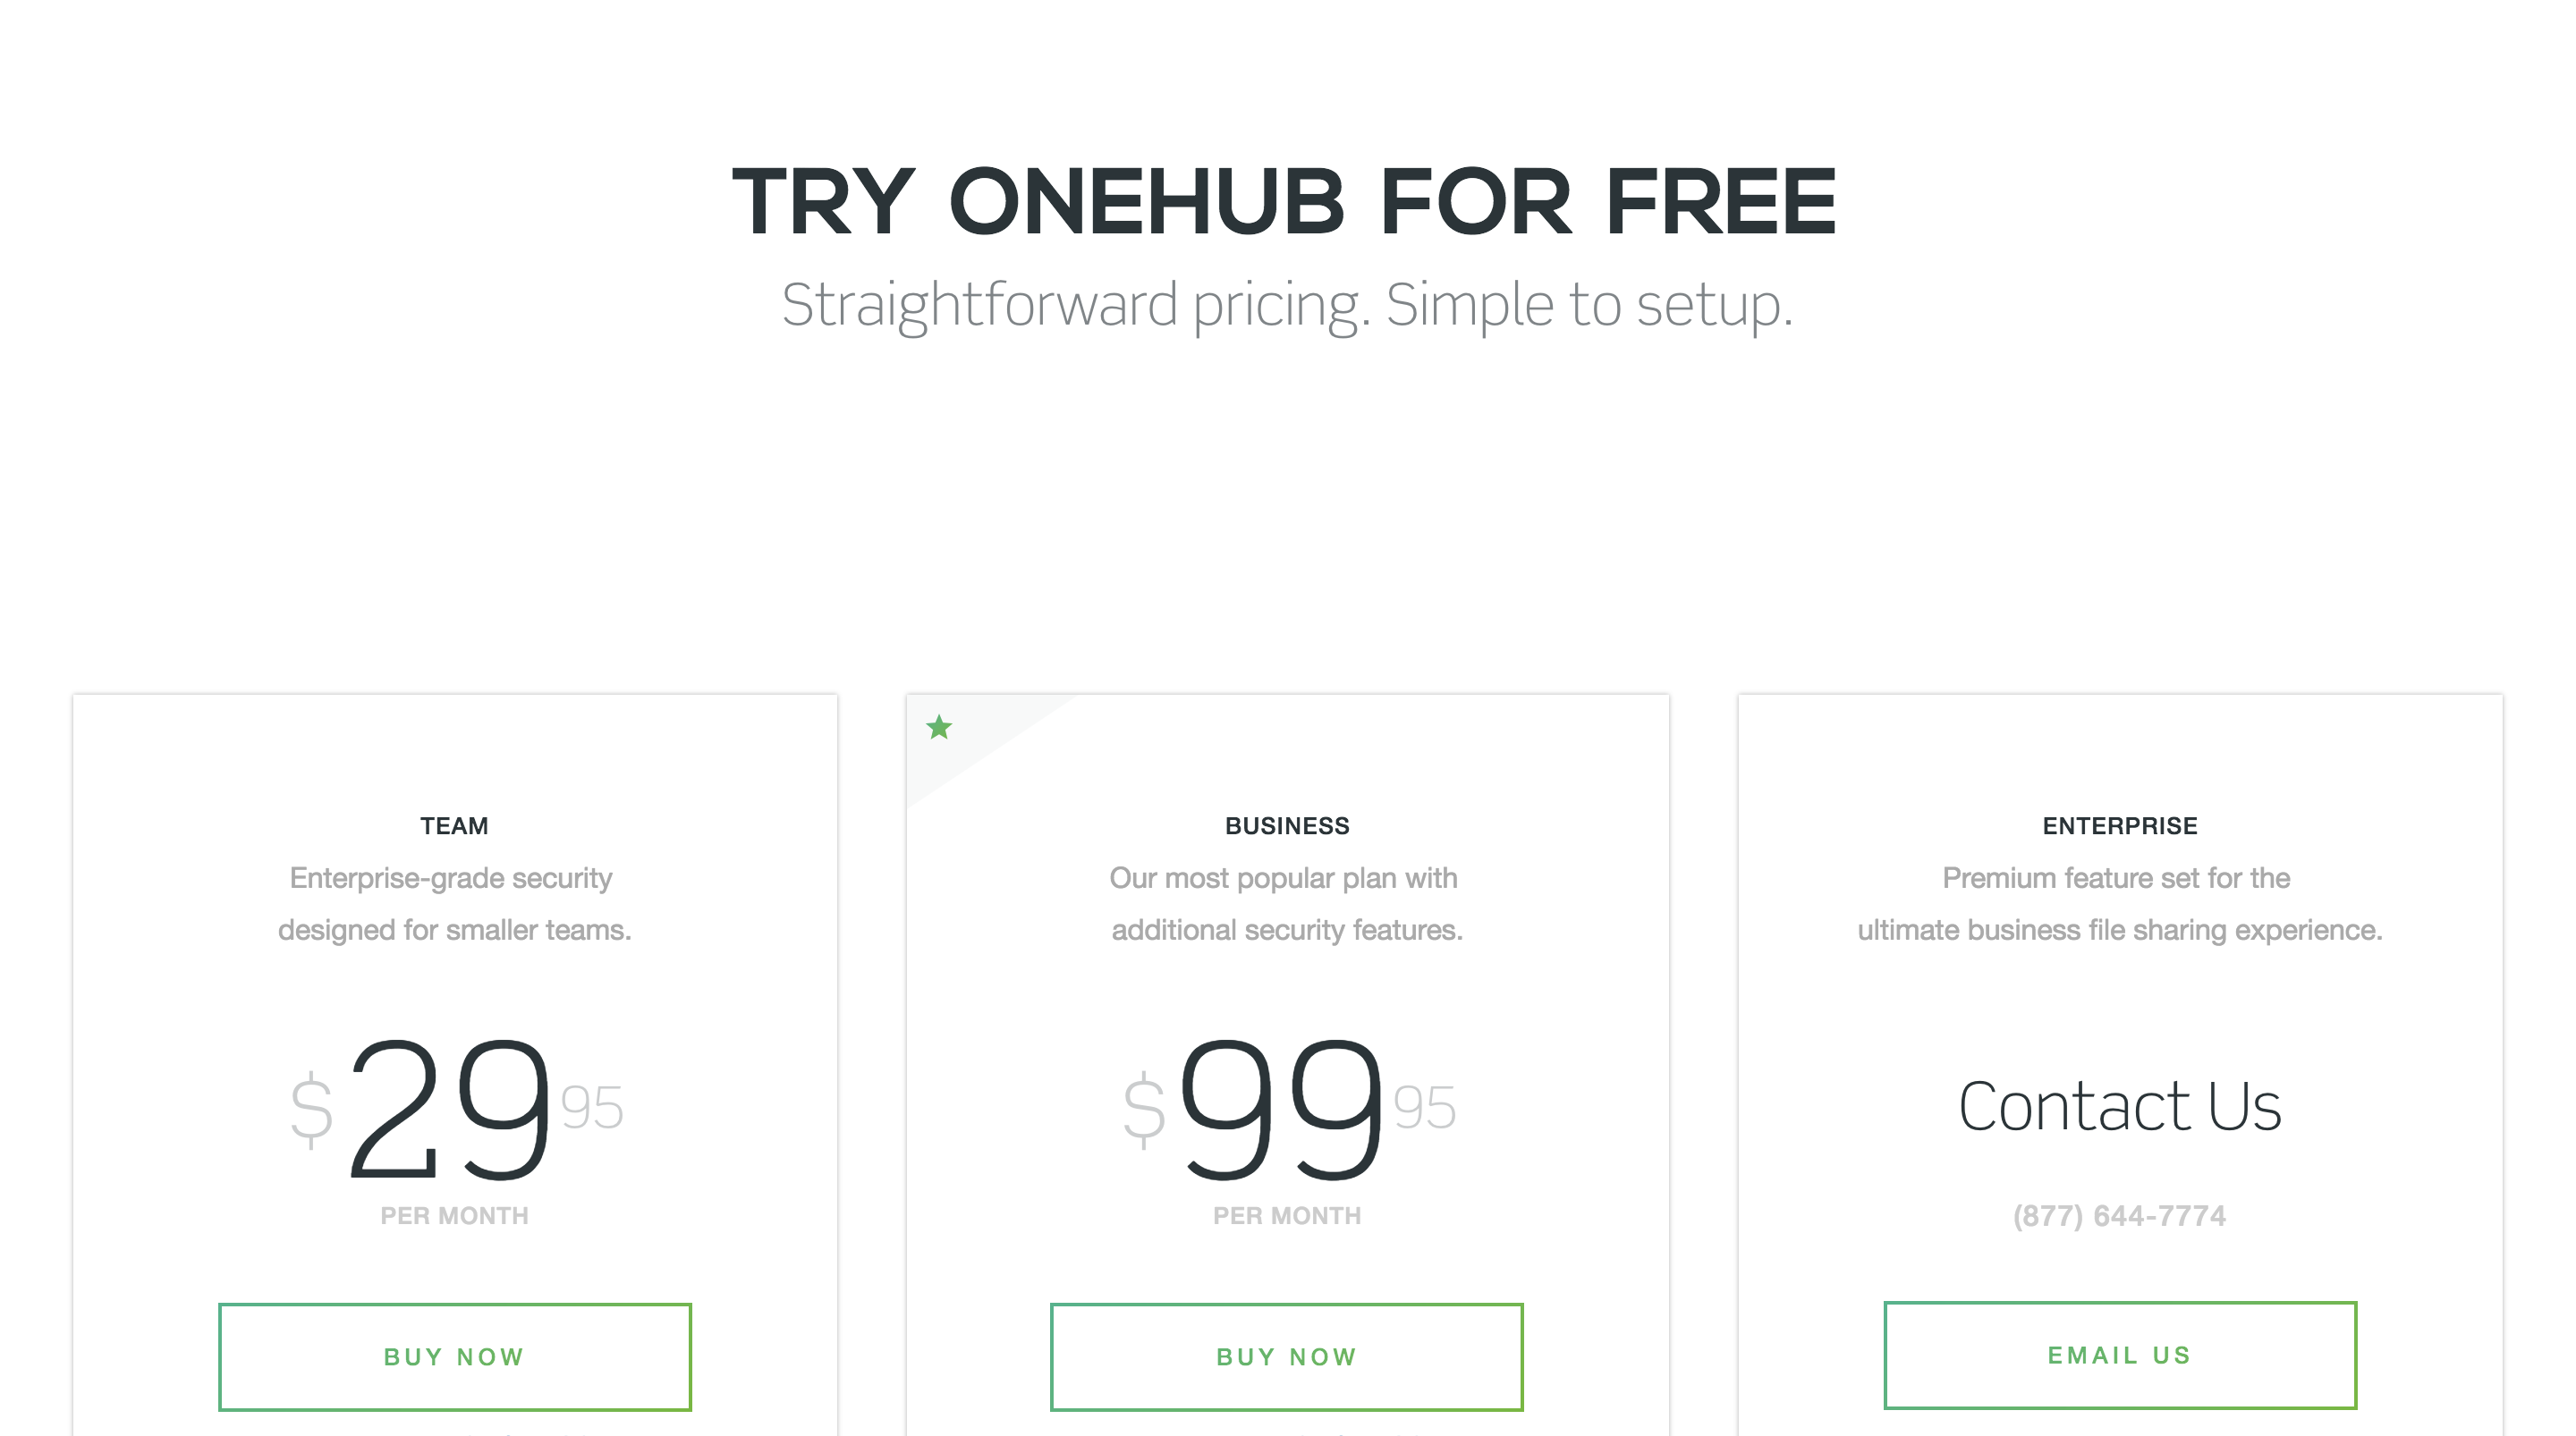 TRY ONEHUB FOR FREE
Straightforward pricing. Simple to setup.
TEAM
Enterprise-grade security
designed for smaller teams.
$29 95
PER MONTH
BUY NOW
BUSINESS
Our most popular plan with
additional security features.
$99 95
PER MONTH
BUY NOW
ENTERPRISE
Premium feature set for the
ultimate business file sharing experience.
Contact Us
(877) 644-7774
EMAIL US